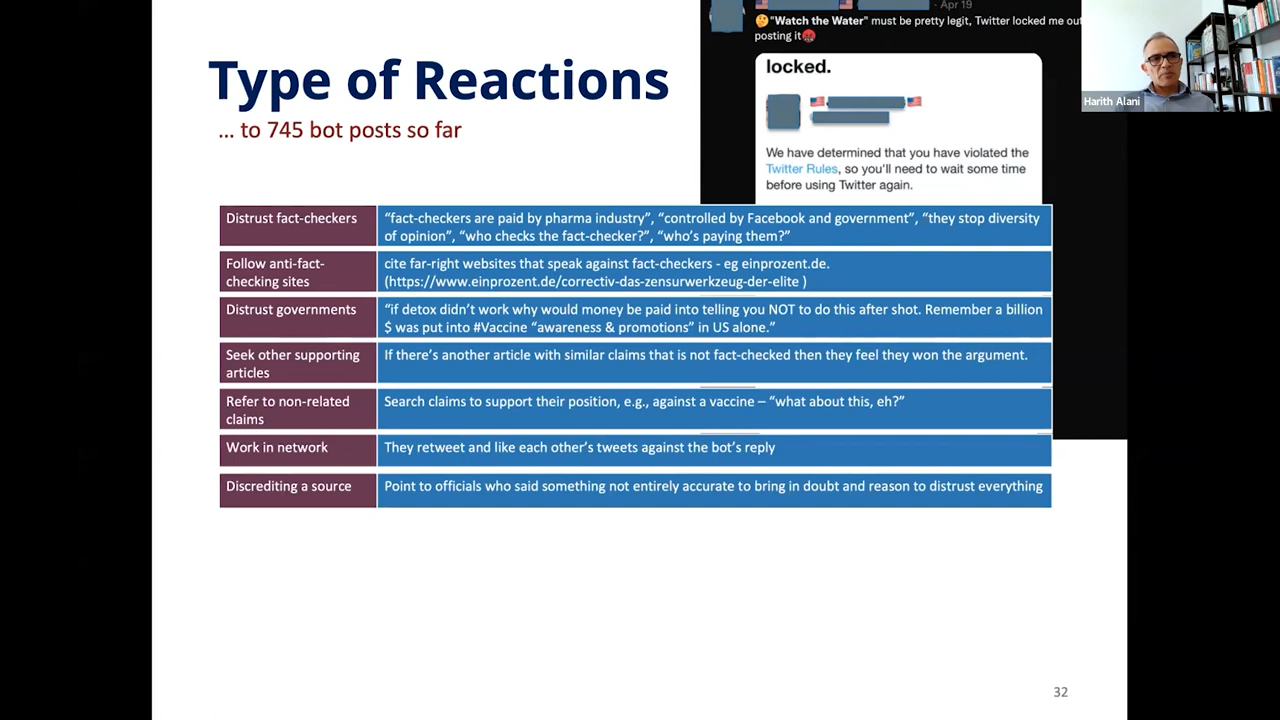 Type of Reactions
... to 745 bot posts so far
Apr 19
"Watch the Water" must be pretty legit, Twitter locked me out
posting it
locked.
We have determined that you have violated the
Twitter Rules, so you'll need to wait some time
before using Twitter again.
Harith Alani
Distrust fact-checkers
“fact-checkers are paid by pharma industry”, “controlled by Facebook and government”, “they stop diversity
of opinion”, “who checks the fact-checker?”, “who’s paying them?”
Follow anti-fact-
checking sites
cite far-right websites that speak against fact-checkers - eg einprozent.de.
(https://www.einprozent.de/correctiv-das-zensurwerkzeug-der-elite )
Distrust governments
“if detox didn’t work why would money be paid into telling you NOT to do this after shot. Remember a billion
$ was put into #Vaccine “awareness & promotions” in US alone.”
Seek other supporting
articles
If there’s another article with similar claims that is not fact-checked then they feel they won the argument.
Refer to non-related
claims
Search claims to support their position, e.g., against a vaccine – “what about this, eh?”
Work in network
They retweet and like each other’s tweets against the bot’s reply
Discrediting a source
Point to officials who said something not entirely accurate to bring in doubt and reason to distrust everything
32